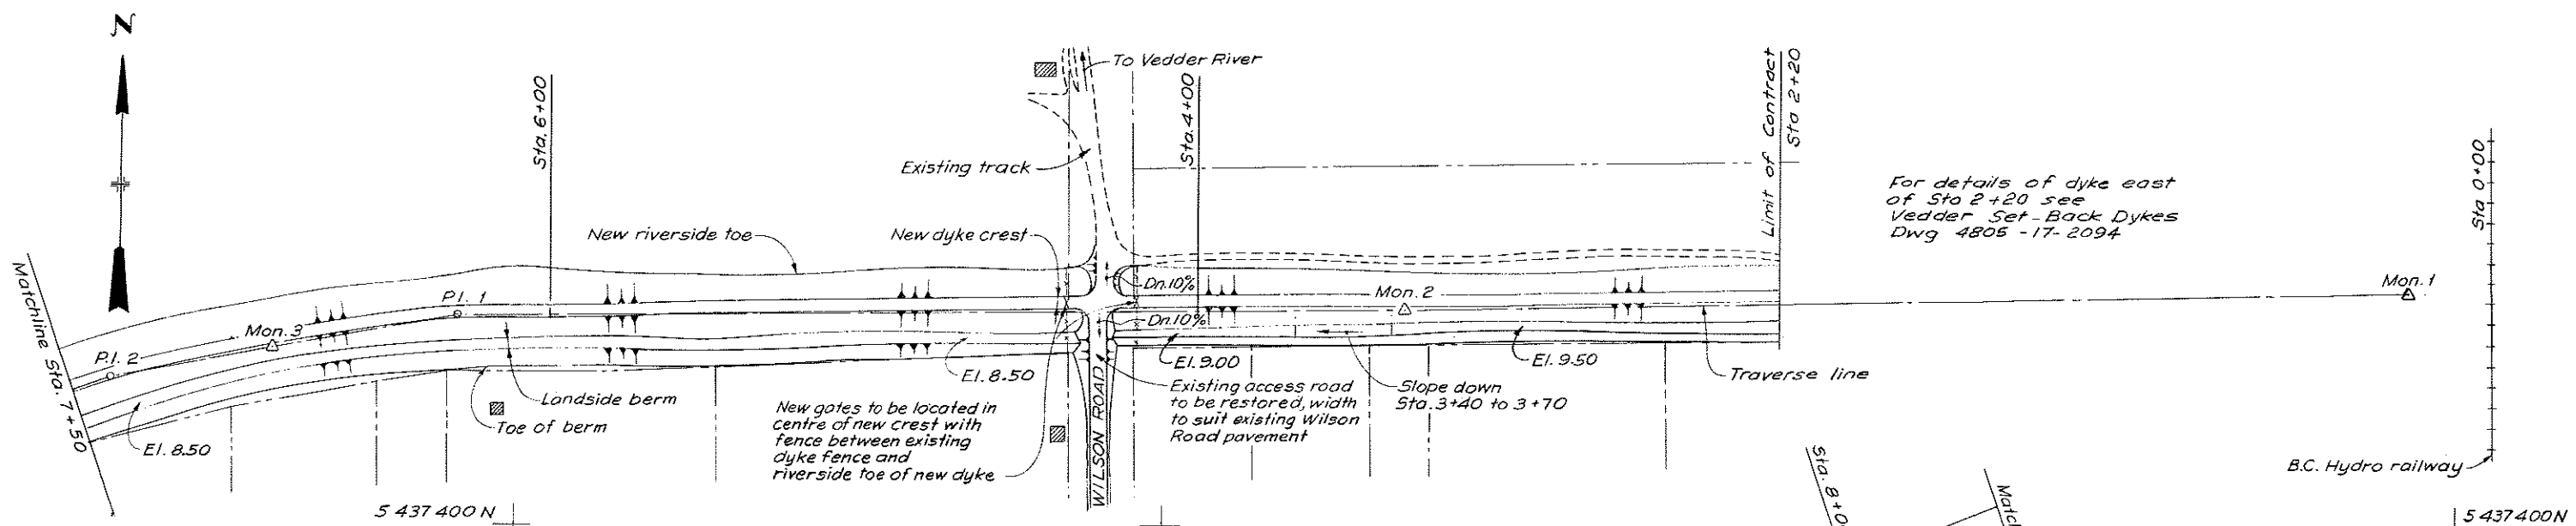 N
To Vedder River
Sta. 6+00
Sta. 4+00
Limit of Contract
Sta 2+20
Sta 0+00
Existing track
For details of dyke east
of Sta 2+20 see
Vedder Set-Back Dykes
Dwg 4805-17-2094
New riverside toe
New dyke crest
Matchline Sta. 7+50
P.I. 1
Dn.10%
Mon. 2
Mon. 1
Mon. 3
Dn.10%
P.I. 2
El. 9.00
El. 9.50
El. 8.50
Traverse line
Landside berm
Toe of berm
El. 8.50
New gates to be located in
centre of new crest with
fence between existing
dyke fence and
riverside toe of new dyke
WILSON ROAD
Existing access road
to be restored, width
to suit existing Wilson
Road pavement
Slope down
Sta. 3+40 to 3+70
B.C. Hydro railway
5 437 400 N
Sta. 8+0
Matc
5 437 400 N